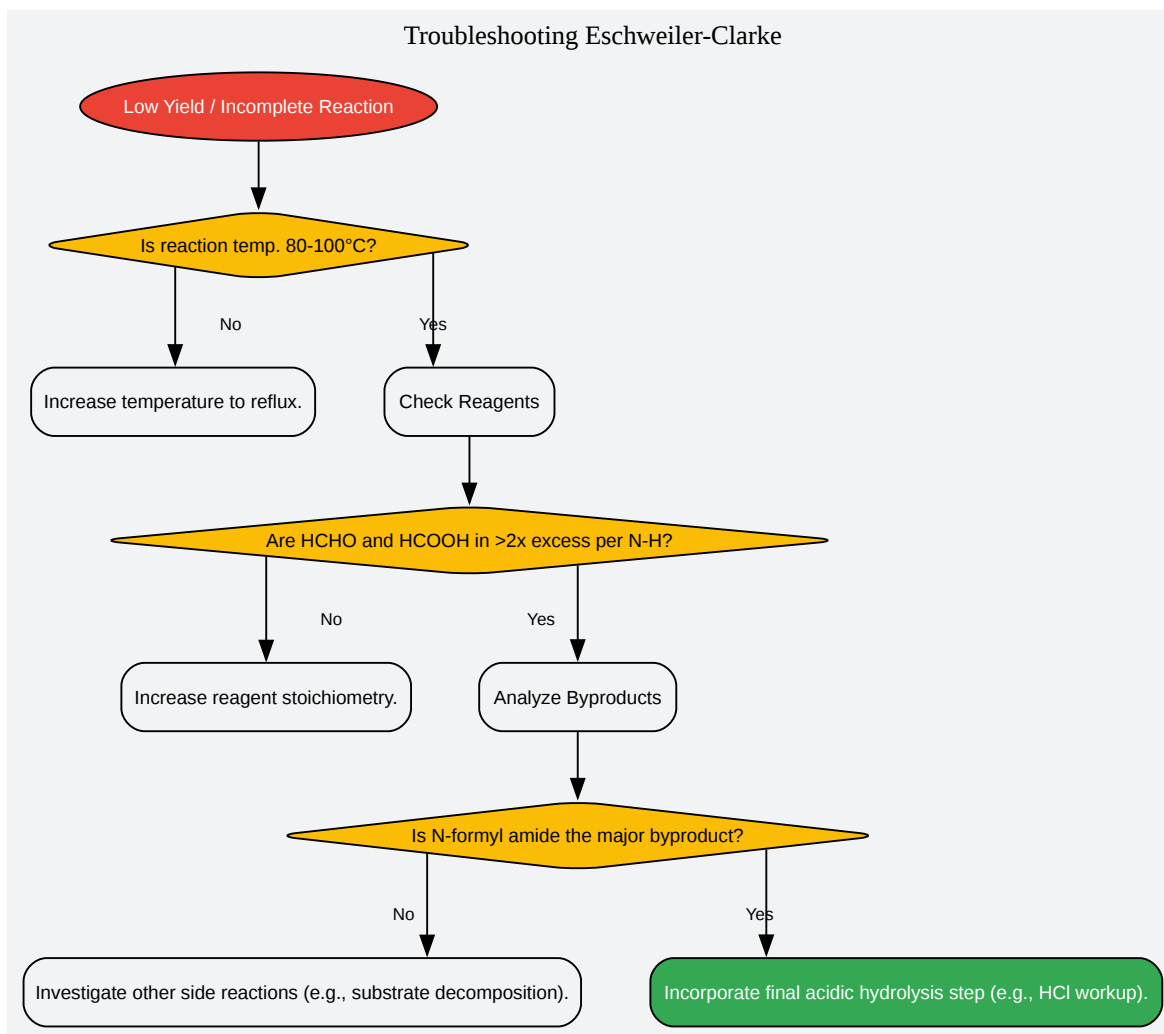 Troubleshooting Eschweiler-Clarke
Low Yield / Incomplete Reaction
Is reaction temp. 80-100°C?
No
Yes
Increase temperature to reflux.
Check Reagents
Are HCHO and HCOOH in >2x excess per N-H?
No
Yes
Increase reagent stoichiometry.
Analyze Byproducts
Is N-formyl amide the major byproduct?
No
Yes
Investigate other side reactions (e.g., substrate decomposition).
Incorporate final acidic hydrolysis step (e.g., HCl workup).